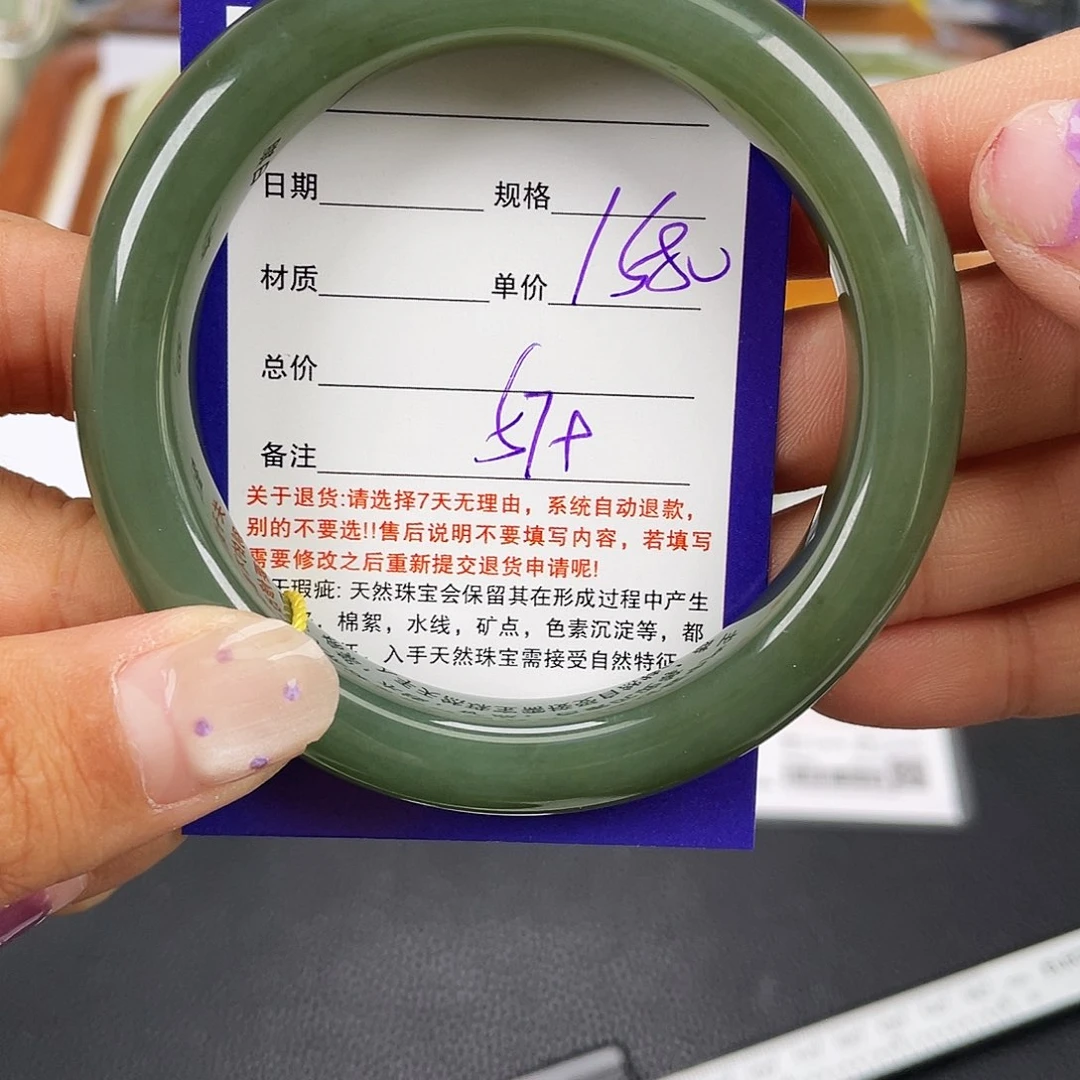 日期 规格
材质 单价 1580
总价
备注 57+
关于退货:请选择7天无理由，系统自动退款，
别的不要选!!售后说明不要填写内容，若填写
需要修改之后重新提交退货申请呢!
于瑕疵: 天然珠宝会保留其在形成过程中产生
棉絮，水线，矿点，色素沉淀等，都
入手天然珠宝需接受自然特征